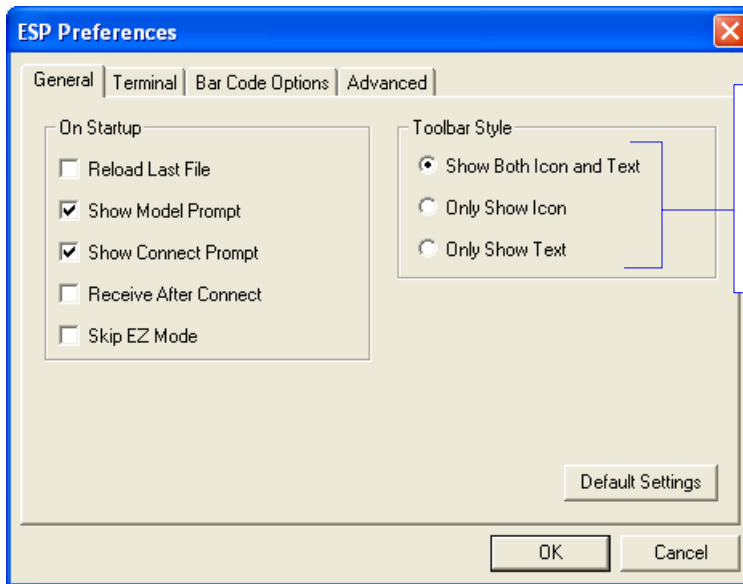 ESP Preferences
General Terminal Bar Code Options Advanced
On Startup
Reload Last File
Show Model Prompt
Show Connect Prompt
Receive After Connect
Skip EZ Mode
Toolbar Style
Show Both Icon and Text
Only Show Icon
Only Show Text
Default Settings
OK Cancel